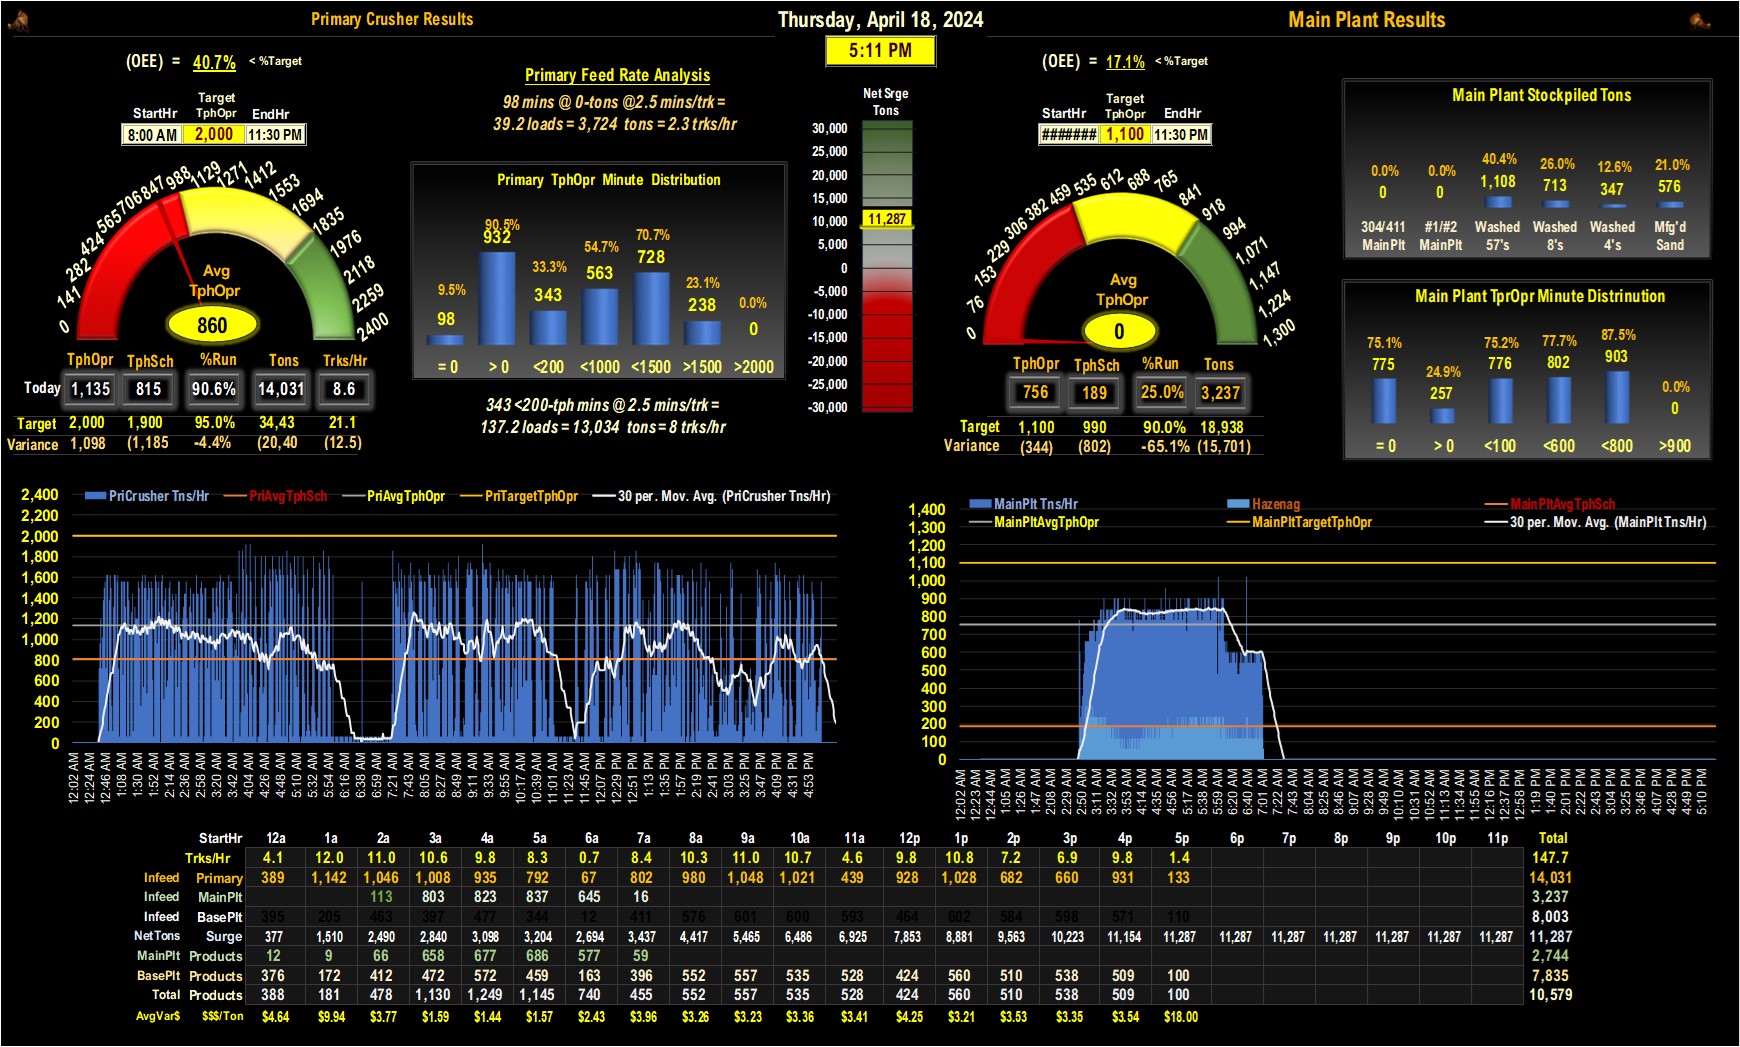 Primary Crusher Results
Thursday, April 18, 2024
Main Plant Results
5:11 PM
(OEE) = 40.7% < %Target
StartHr Target TphOpr EndHr
8:00 AM 2,000 11:30 PM
0 141 282 424 565 706 847 988 1129 1271 1412 1553 1694 1835 1976 2118 2259 2400
Avg
TphOpr
860
TphOpr TphSch %Run Tons Trks/Hr
Today 1,135 815 90.6% 14,031 8.6
Target 2,000 1,900 95.0% 34,43 21.1
Variance 1,098 (1,185 -4.4% (20,40 (12.5)
Primary Feed Rate Analysis
98 mins @ 0-tons @2.5 mins/trk =
39.2 loads = 3,724 tons = 2.3 trks/hr
Primary TphOpr Minute Distribution
9.5% 90.5% 33.3% 54.7% 70.7% 23.1% 0.0%
98 932 343 563 728 238 0
= 0 > 0 <200 <1000 <1500 >1500 >2000
343 <200-tph mins @ 2.5 mins/trk =
137.2 loads = 13,034 tons = 8 trks/hr
Net Srge
Tons
30,000
25,000
20,000
15,000
10,000
11,287
5,000
0
-5,000
-10,000
-15,000
-20,000
-25,000
-30,000
(OEE) = 17.1% < %Target
StartHr Target TphOpr EndHr
####### 1,100 11:30 PM
0 76 153 229 306 382 459 535 612 688 765 841 918 994 1,071 1,147 1,224 1,300
Avg
TphOpr
0
TphOpr TphSch %Run Tons
756 189 25.0% 3,237
Target 1,100 990 90.0% 18,938
Variance (344) (802) -65.1% (15,701)
Main Plant Stockpiled Tons
0.0% 0.0% 40.4% 26.0% 12.6% 21.0%
0 0 1,108 713 347 576
304/411 #1/#2 Washed Washed Washed Mfg'd
MainPlt MainPlt 57's 8's 4's Sand
Main Plant TprOpr Minute Distrinution
75.1% 24.9% 75.2% 77.7% 87.5% 0.0%
775 257 776 802 903 0
= 0 > 0 <100 <600 <800 >900
PriCrusher Tns/Hr PriAvgTphSch PriAvgTphOpr PriTargetTphOpr 30 per. Mov. Avg. (PriCrusher Tns/Hr)
2,400
2,200
2,000
1,800
1,600
1,400
1,200
1,000
800
600
400
200
0
12:02 AM 12:24 AM 12:46 AM 1:08 AM 1:30 AM 1:52 AM 2:14 AM 2:36 AM 2:58 AM 3:20 AM 3:42 AM 4:04 AM 4:26 AM 4:48 AM 5:10 AM 5:32 AM 5:54 AM 6:16 AM 6:38 AM 6:59 AM 7:21 AM 7:43 AM 8:05 AM 8:27 AM 8:49 AM 9:11 AM 9:33 AM 9:55 AM 10:17 AM 10:39 AM 11:01 AM 11:23 AM 11:45 AM 12:07 PM 12:29 PM 12:51 PM 1:13 PM 1:35 PM 1:57 PM 2:19 PM 2:41 PM 3:03 PM 3:25 PM 3:47 PM 4:09 PM 4:31 PM 4:53 PM
MainPlt Tns/Hr Hazenag MainPltAvgTphSch
MainPltAvgTphOpr MainPltTargetTphOpr 30 per. Mov. Avg. (MainPlt Tns/Hr)
1,400
1,300
1,200
1,100
1,000
900
800
700
600
500
400
300
200
100
0
12:02 AM 12:23 AM 12:44 AM 1:05 AM 1:26 AM 1:47 AM 2:08 AM 2:29 AM 2:50 AM 3:11 AM 3:32 AM 3:53 AM 4:14 AM 4:35 AM 4:56 AM 5:17 AM 5:38 AM 5:59 AM 6:20 AM 6:40 AM 7:01 AM 7:22 AM 7:43 AM 8:04 AM 8:25 AM 8:46 AM 9:07 AM 9:28 AM 9:49 AM 10:10 AM 10:31 AM 10:52 AM 11:13 AM 11:34 AM 11:55 AM 12:16 PM 12:37 PM 12:58 PM 1:19 PM 1:40 PM 2:01 PM 2:22 PM 2:43 PM 3:04 PM 3:25 PM 3:46 PM 4:07 PM 4:28 PM 4:49 PM 5:10 PM
StartHr 12a 1a 2a 3a 4a 5a 6a 7a 8a 9a 10a 11a 12p 1p 2p 3p 4p 5p 6p 7p 8p 9p 10p 11p Total
Trks/Hr 4.1 12.0 11.0 10.6 9.8 8.3 0.7 8.4 10.3 11.0 10.7 4.6 9.8 10.8 7.2 6.9 9.8 1.4 147.7
Infeed Primary 389 1,142 1,046 1,008 935 792 67 802 980 1,048 1,021 439 928 1,028 682 660 931 133 14,031
Infeed MainPlt 113 803 823 837 645 16 3,237
Infeed BasePlt 395 205 463 397 477 344 12 411 576 601 600 593 464 602 584 598 571 110 8,003
NetTons Surge 377 1,510 2,490 2,840 3,098 3,204 2,694 3,437 4,417 5,465 6,486 6,925 7,853 8,881 9,563 10,223 11,154 11,287 11,287 11,287 11,287 11,287 11,287 11,287 11,287
MainPlt Products 12 9 66 658 677 686 577 59 2,744
BasePlt Products 376 172 412 472 572 459 163 396 552 557 535 528 424 560 510 538 509 100 7,835
Total Products 388 181 478 1,130 1,249 1,145 740 455 552 557 535 528 424 560 510 538 509 100 10,579
AvgVar$ $$$/Ton $4.64 $9.94 $3.77 $1.59 $1.44 $1.57 $2.43 $3.96 $3.26 $3.23 $3.36 $3.41 $4.25 $3.21 $3.53 $3.35 $3.54 $18.00